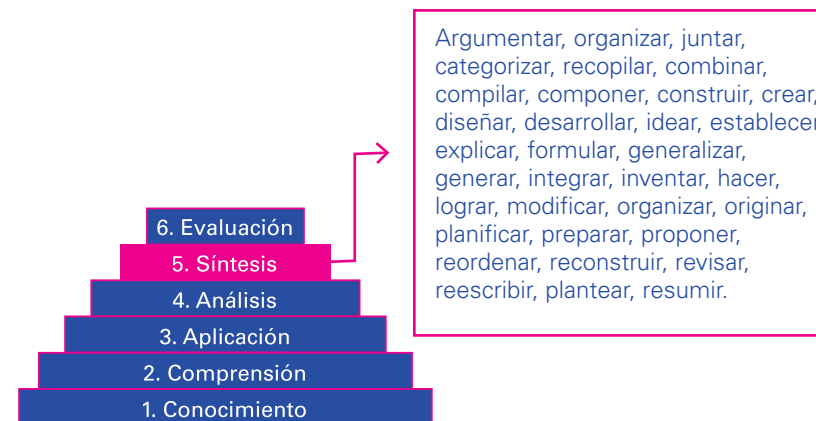 Argumentar, organizar, juntar,
categorizar, recopilar, combinar,
compilar, componer, construir, crear,
diseñar, desarrollar, idear, establecer
explicar, formular, generalizar,
generar, integrar, inventar, hacer,
lograr, modificar, organizar, originar,
planificar, preparar, proponer,
reordenar, reconstruir, revisar,
reescribir, plantear, resumir.
6. Evaluación
5. Síntesis
4. Análisis
3. Aplicación
2. Comprensión
1. Conocimiento